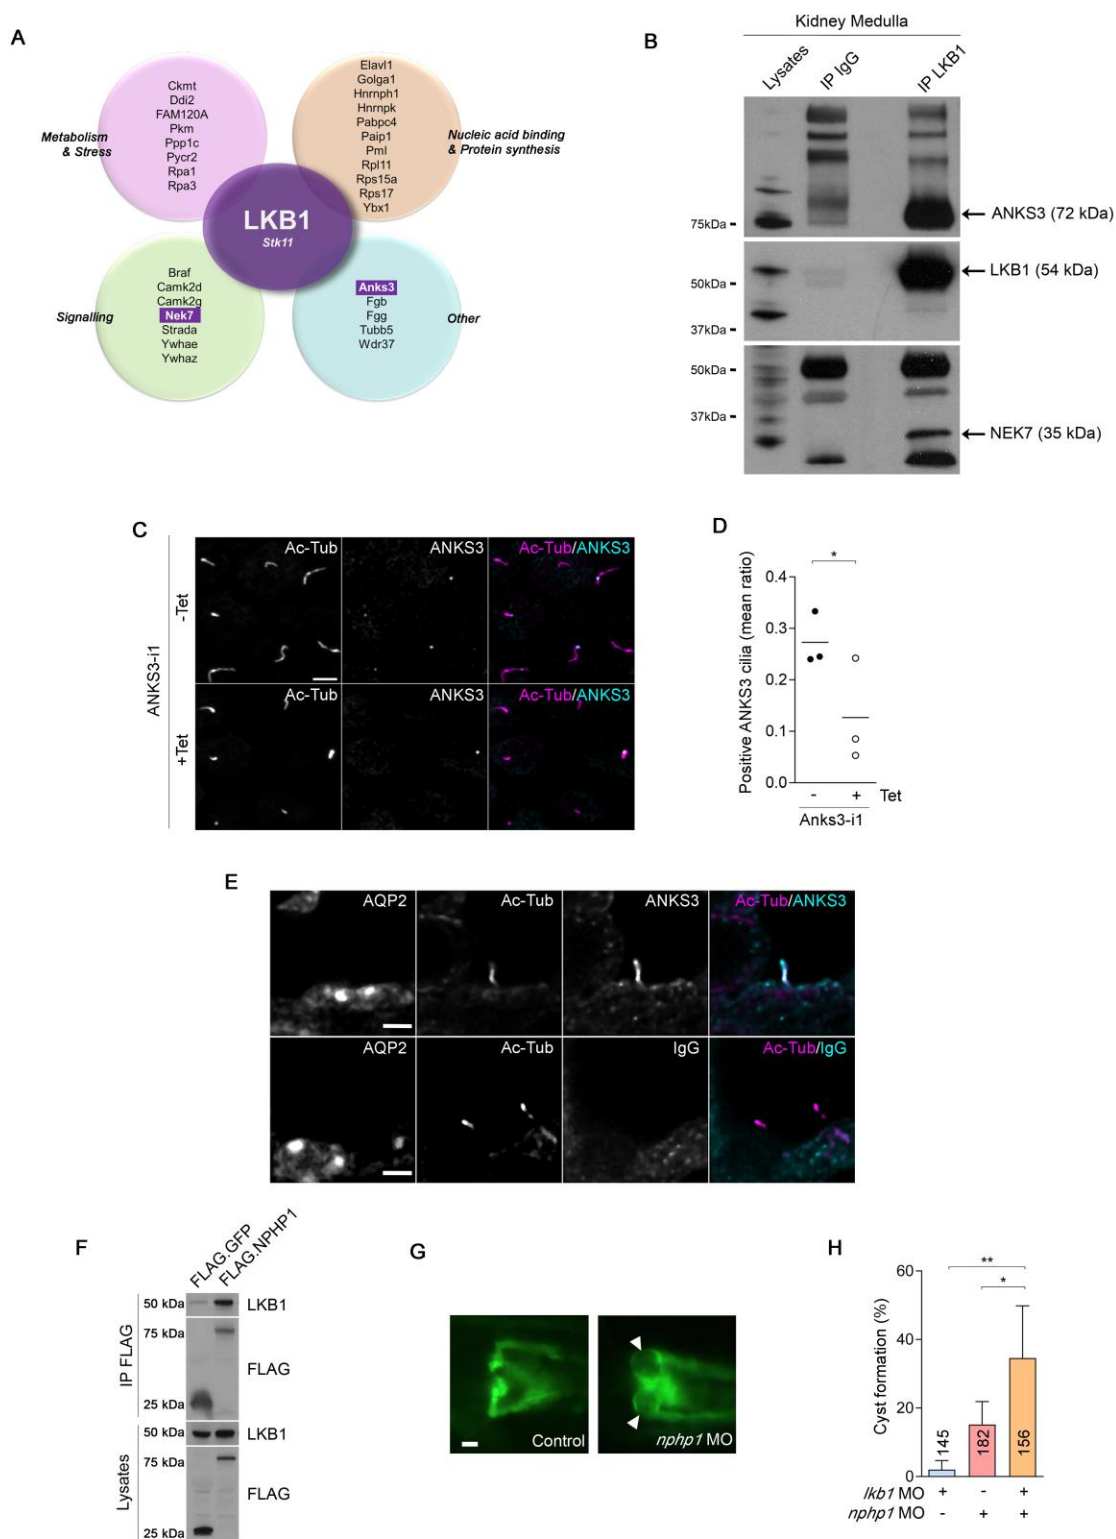 A
Ckmt
Ddi2
FAM120A
Pkm
Ppp1c
Pycr2
Rpa1
Rpa3
Metabolism
& Stress
Elavl1
Golga1
Hnrnph1
Hnrnpk
Pabpc4
Paip1
Pml
Rpl11
Rps15a
Rps17
Ybx1
Nucleic acid binding
& Protein synthesis
LKB1
Stk11
Braf
Camk2d
Camk2g
Nek7
Strada
Ywhae
Ywhaz
Signalling
Anks3
Fgb
Fgg
Tubb5
Wdr37
Other
B
Kidney Medulla
Lysates
IP IgG
IP LKB1
75kDa
ANKS3 (72 kDa)
LKB1 (54 kDa)
50kDa
37kDa
50kDa
37kDa
NEK7 (35 kDa)
C
ANKS3-i1
-Tet
Ac-Tub
ANKS3
Ac-Tub/ANKS3
+Tet
Ac-Tub
ANKS3
Ac-Tub/ANKS3
D
Positive ANKS3 cilia (mean ratio)
*
0.4
0.3
0.2
0.1
0.0
- + Tet
Anks3-i1
E
AQP2
Ac-Tub
ANKS3
Ac-Tub/ANKS3
AQP2
Ac-Tub
IgG
Ac-Tub/IgG
F
FLAG.GFP
FLAG.NPHP1
IP FLAG
50 kDa
LKB1
75 kDa
FLAG
25 kDa
Lysates
50 kDa
LKB1
75 kDa
FLAG
25 kDa
G
Control
nphp1 MO
H
Cyst formation (%)
**
*
60
40
20
0
145
182
156
lkb1 MO + - +
nphp1 MO - + +